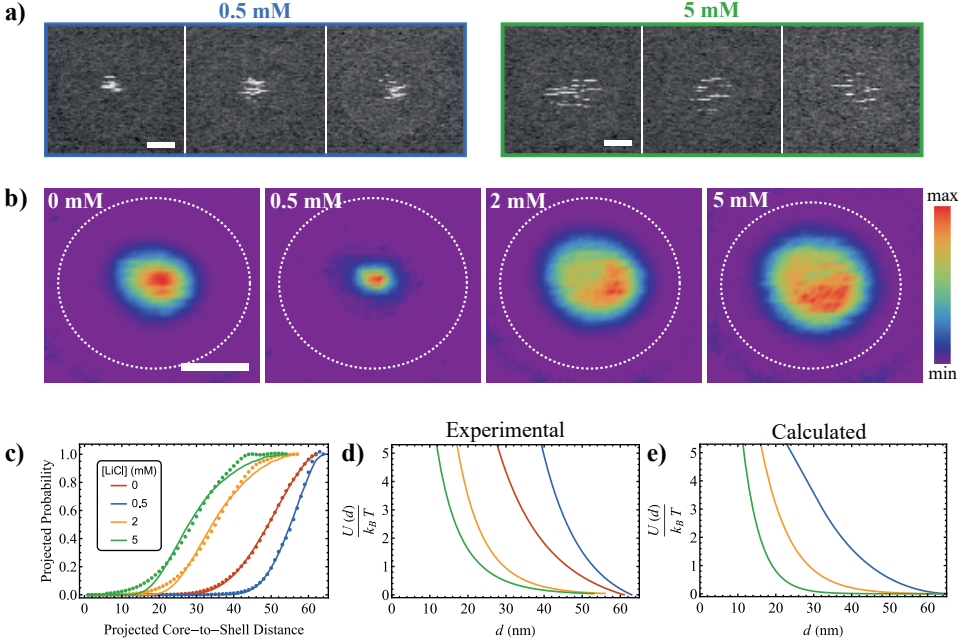 a)
0.5 mM
5 mM
b)
0 mM
0.5 mM
2 mM
5 mM
max
min
c)
Projected Probability
1.0
0.8
0.6
0.4
0.2
0.0
[LiCl] (mM)
0
0.5
2
5
0 10 20 30 40 50 60
Projected Core-to-Shell Distance
d)
Experimental
U (d)
k_B T
5
4
3
2
1
0
0 10 20 30 40 50 60
d (nm)
e)
Calculated
U (d)
k_B T
5
4
3
2
1
0
0 10 20 30 40 50 60
d (nm)